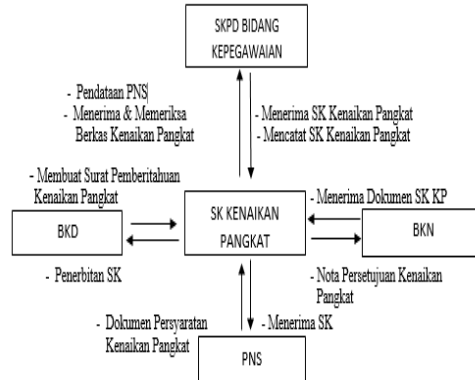 SKPD BIDANG
KEPEGAWAIAN
- Pendataan PNS
- Menerima & Memeriksa
Berkas Kenaikan Pangkat
- Menerima SK Kenaikan Pangkat
- Mencatat SK Kenaikan Pangkat
- Membuat Surat Pemberitahuan
Kenaikan Pangkat
- Menerima Dokumen SK KP
BKD
SK KENAIKAN
PANGKAT
BKN
- Penerbitan SK
- Nota Persetujuan Kenaikan
Pangkat
- Dokumen Persyaratan
Kenaikan Pangkat
- Menerima SK
PNS